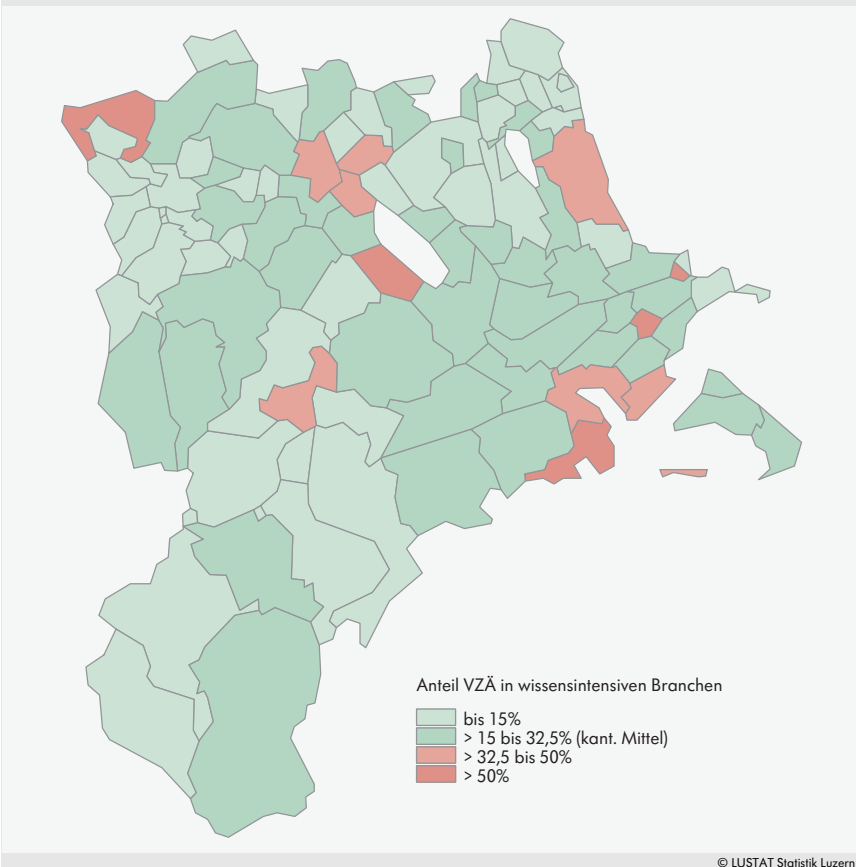 Anteil VZÄ in wissensintensiven Branchen
bis 15%
> 15 bis 32,5% (kant. Mittel)
> 32,5 bis 50%
> 50%
© LUSTAT Statistik Luzern